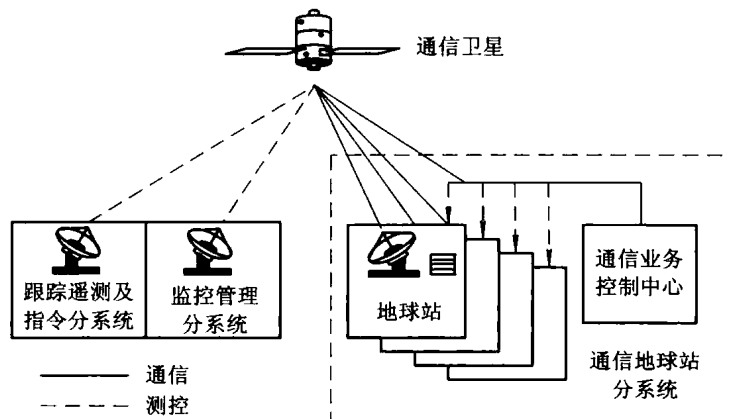 通信卫星
跟踪遥测及
指令分系统
监控管理
分系统
地球站
通信业务
控制中心
通信地球站
分系统
通信
测控